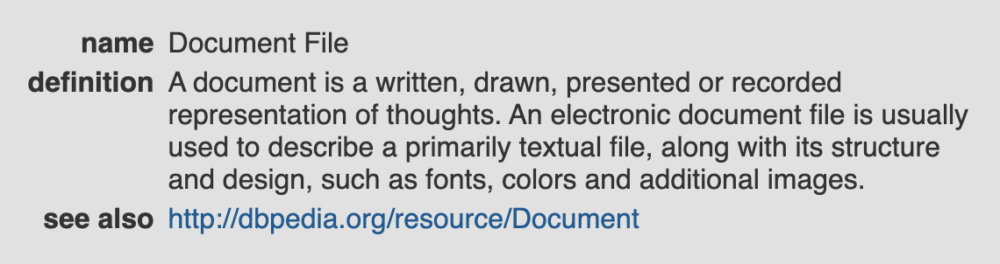 name Document File
definition A document is a written, drawn, presented or recorded
representation of thoughts. An electronic document file is usually
used to describe a primarily textual file, along with its structure
and design, such as fonts, colors and additional images.
see also http://dbpedia.org/resource/Document